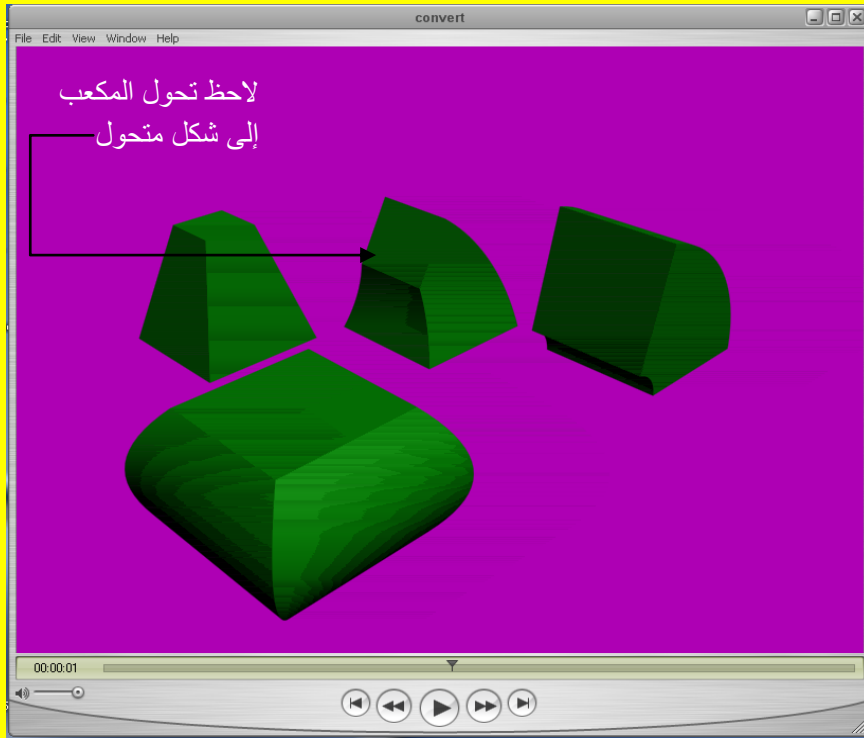 convert
File Edit View Window Help
لاحظ تحول المكعب
إلى شكل متحول
00:00:01